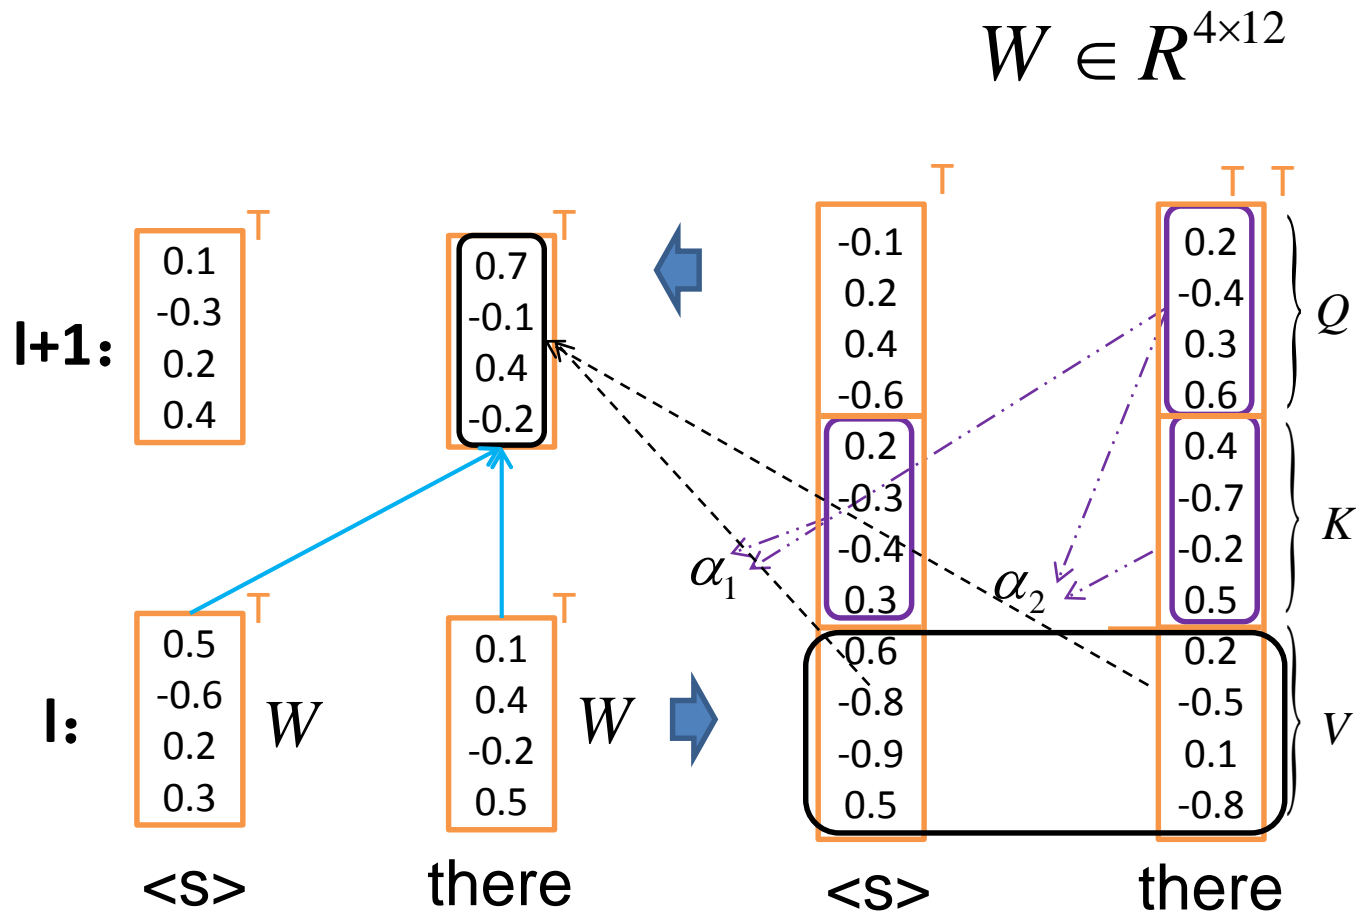 W ∈ R^{4×12}
T T T
T T
l+1：
0.1
-0.3
0.2
0.4
0.7
-0.1
0.4
-0.2
-0.1
0.2
0.4
-0.6
0.2
-0.3
-0.4
0.3
0.6
-0.8
-0.9
0.5
0.2
-0.4
0.3
0.6
0.4
-0.7
-0.2
0.5
0.2
-0.5
0.1
-0.8
Q
K
V
α₁
α₂
T T
l：
0.5
-0.6
0.2
0.3
W
0.1
0.4
-0.2
0.5
W
<s> there <s> there